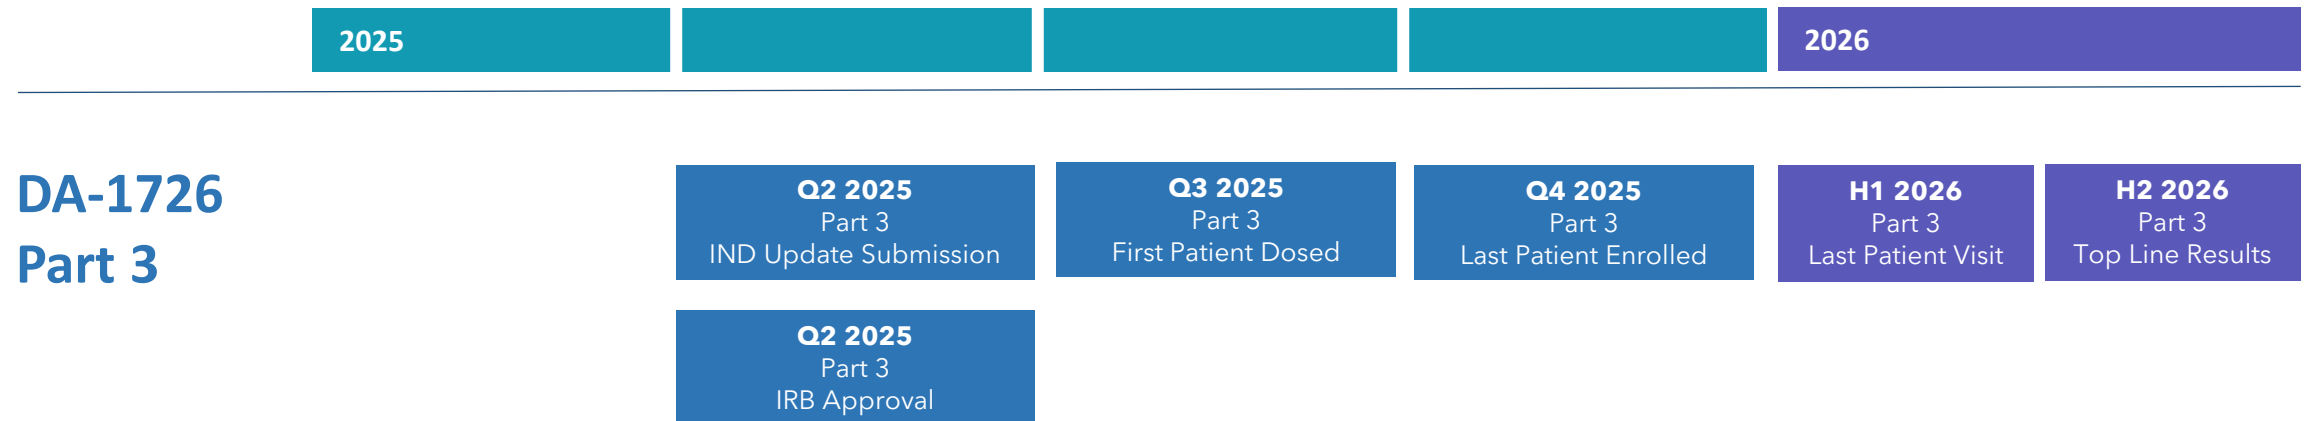 2025
2026
DA-1726
Part 3
Q2 2025
Part 3
IND Update Submission
Q3 2025
Part 3
First Patient Dosed
Q4 2025
Part 3
Last Patient Enrolled
H1 2026
Part 3
Last Patient Visit
H2 2026
Part 3
Top Line Results
Q2 2025
Part 3
IRB Approval